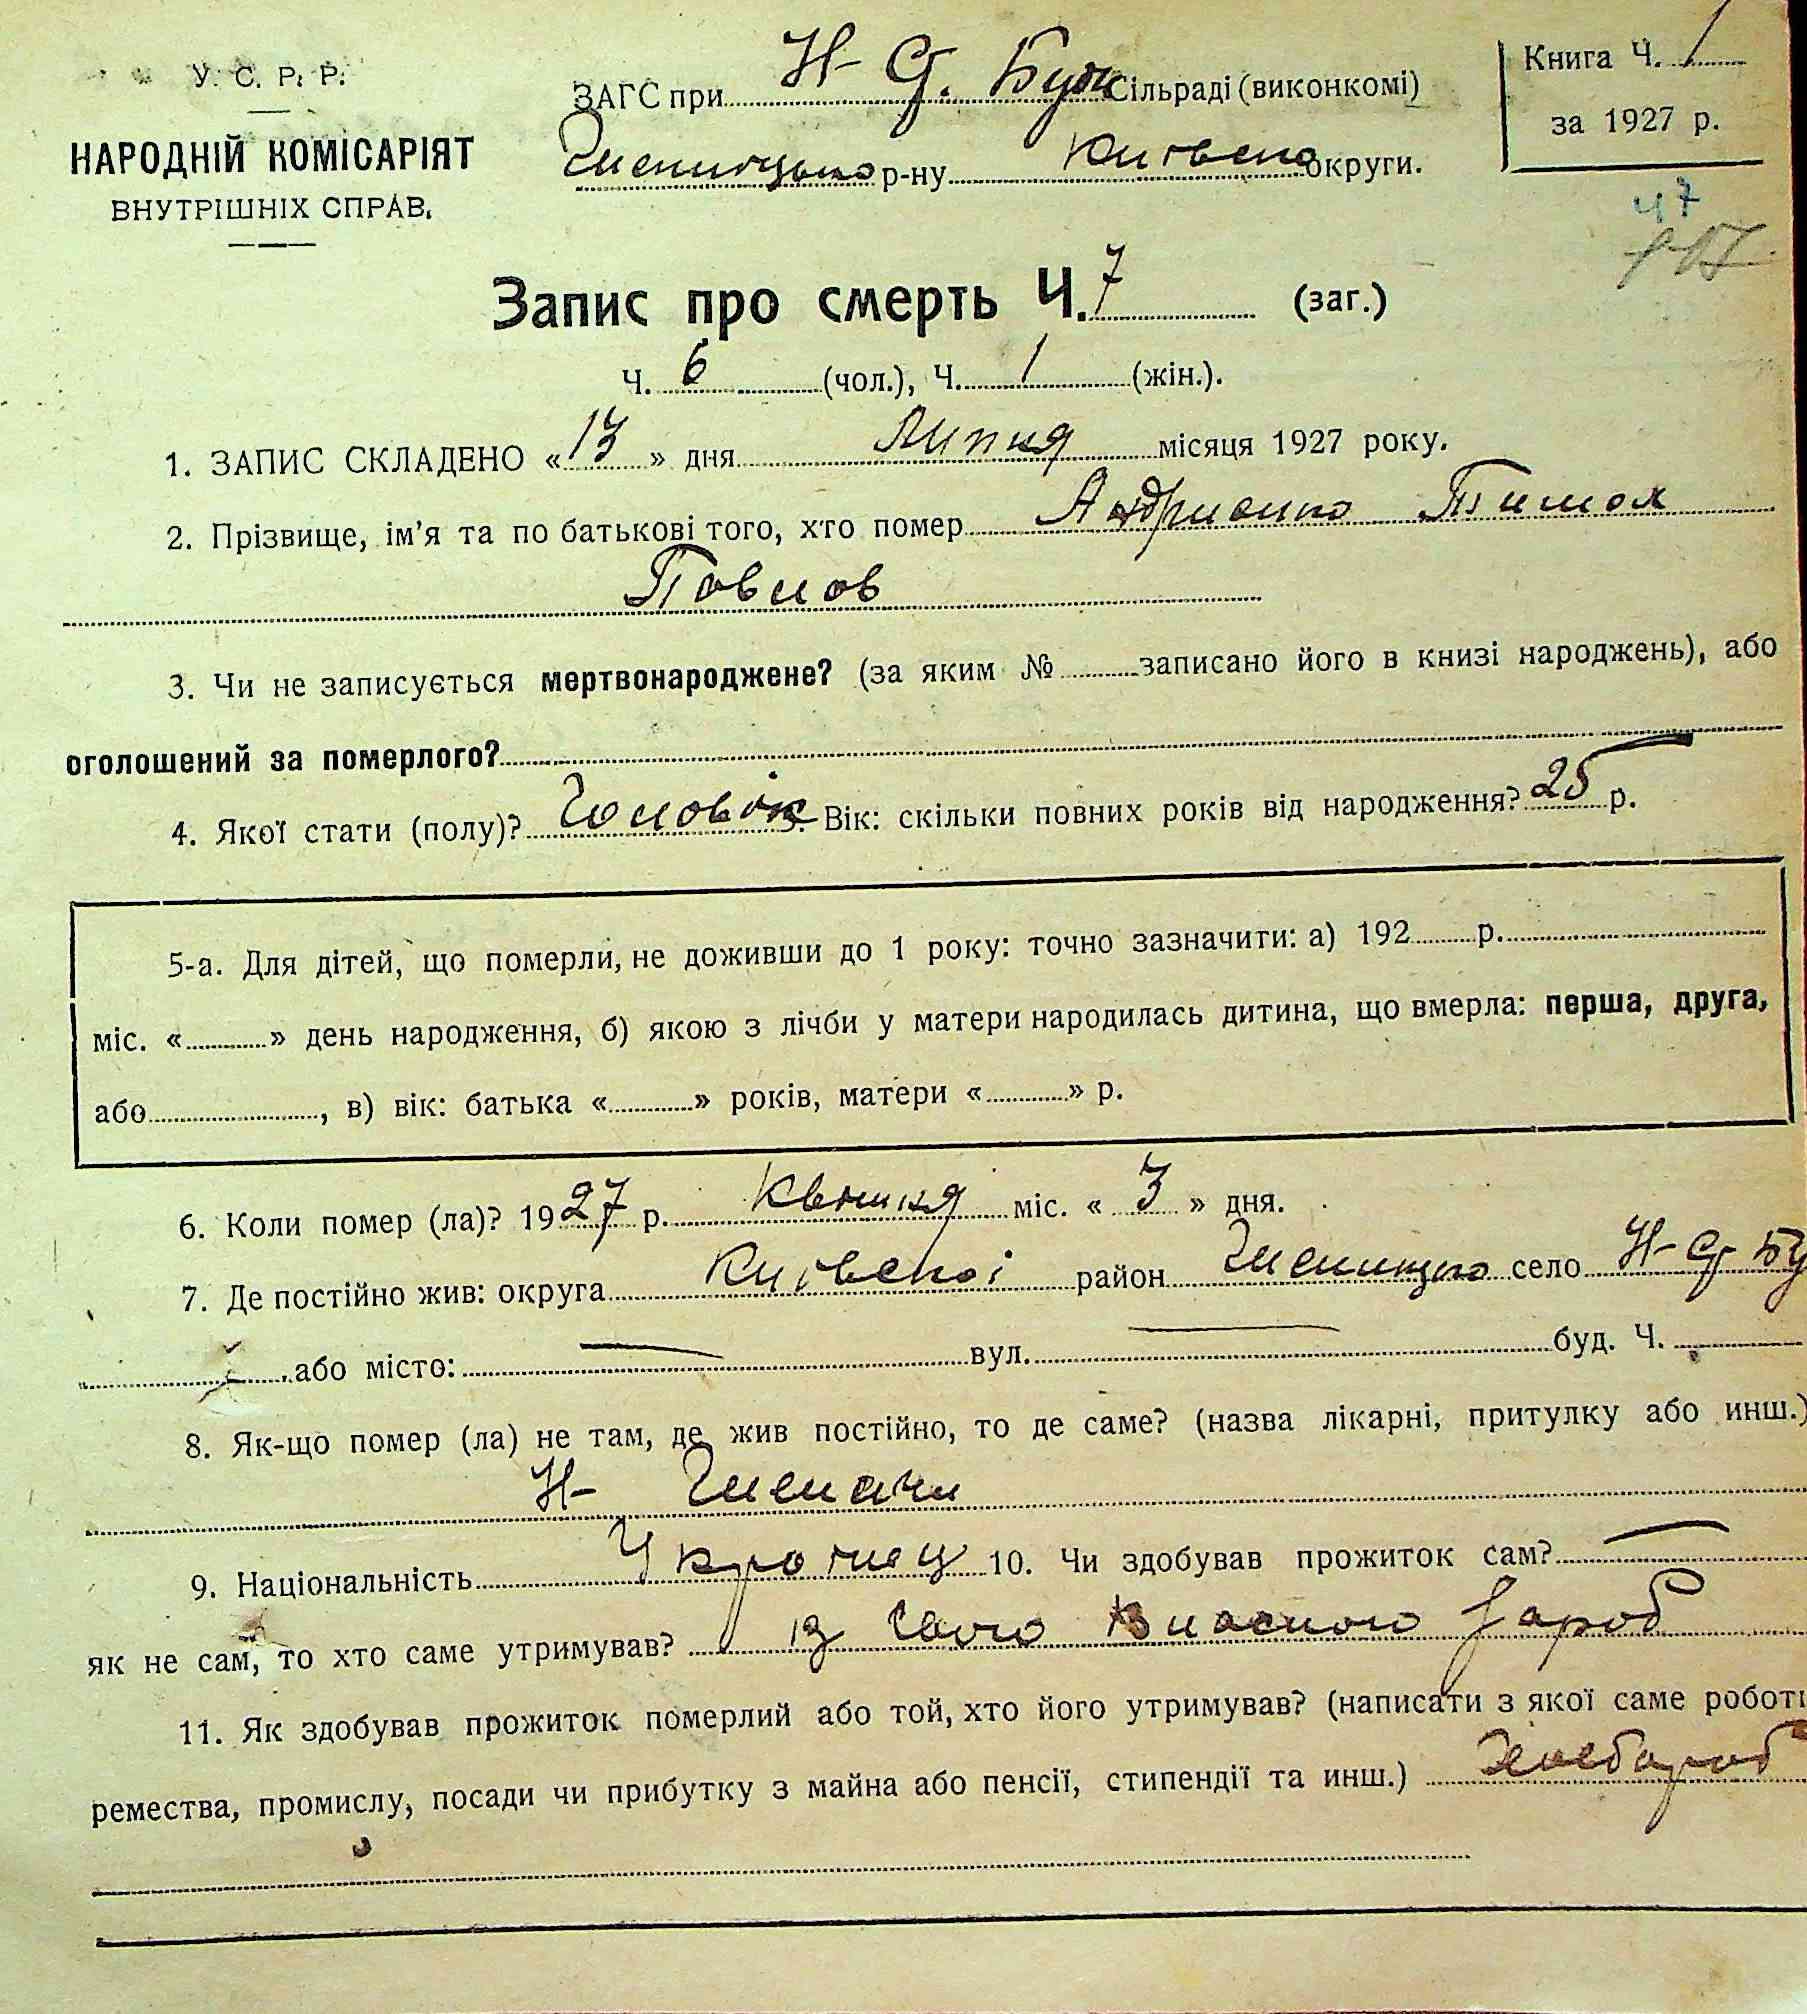 У. С. Р. Р.
НАРОДНІЙ КОМІСАРІЯТ
ВНУТРІШНІХ СПРАВ.
ЗАГС при Н- С. Буд Сільраді (виконкомі)
р-ну Київсько округи.
Книга Ч. 1
за 1927 р.
Ч 7
Запис про смерть Ч. 7 (заг.)
Ч. 6 (чол.), Ч. 1 (жін.).
1. ЗАПИС СКЛАДЕНО «13» дня Липня місяця 1927 року.
2. Прізвище, ім'я та по батькові того, хто помер Андриенко Тимох
Повлов
3. Чи не записується мертвонароджене? (за яким № записано його в книзі народжень), або
оголошений за померлого?
4. Якої стати (полу)? Чоловік 5. Вік: скільки повних років від народження? 25 р.
5-а. Для дітей, що померли, не доживши до 1 року: точно зазначити: а) 192 р.
міс. « » день народження, б) якою з лічби у матери народилась дитина, що вмерла: перша, друга,
або , в) вік: батька « » років, матери « » р.
6. Коли помер (ла)? 1927 р. Квітня міс. « 3 » дня.
7. Де постійно жив: округа Київської район село Н- С Бу
або місто: — вул. — буд. Ч.
8. Як-що помер (ла) не там, де жив постійно, то де саме? (назва лікарні, притулку або инш.)
Н-
9. Національність Українец 10. Чи здобував прожиток сам? —
як не сам, то хто саме утримував? із свого власного зароб
11. Як здобував прожиток померлий або той, хто його утримував? (написати з якої саме роботи
ремества, промислу, посади чи прибутку з майна або пенсії, стипендії та инш.) Хлебороб